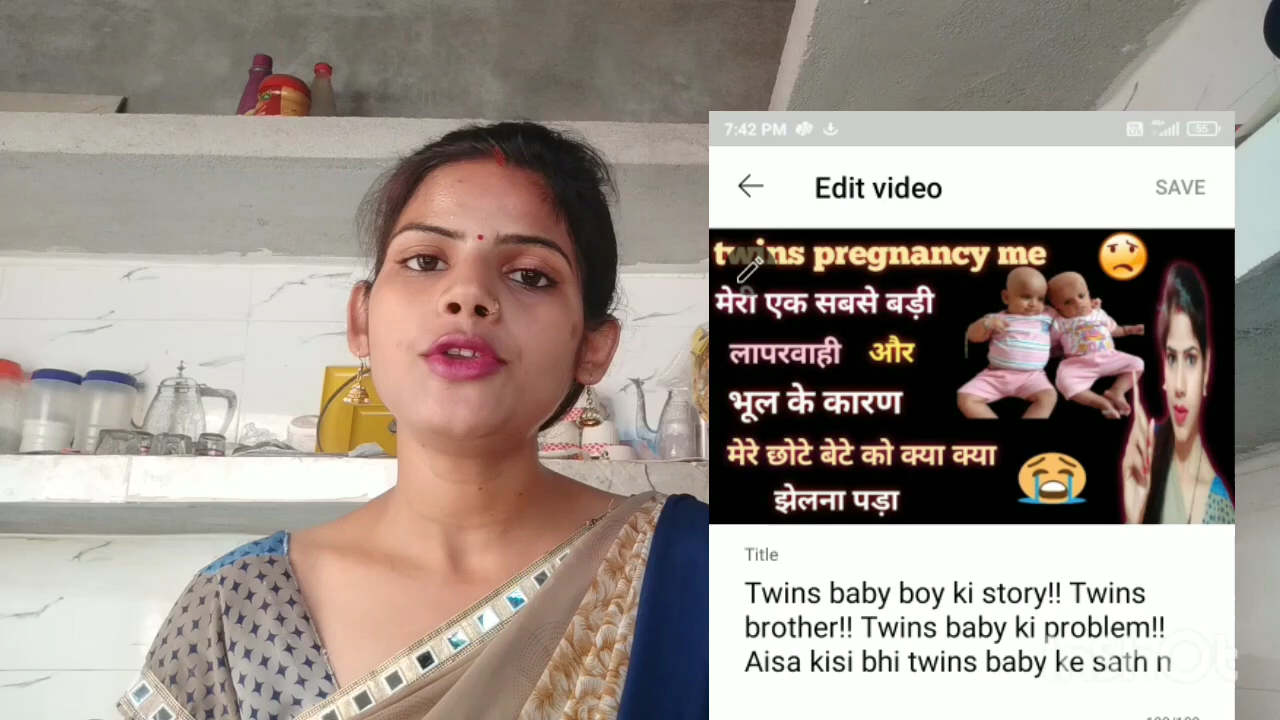 7:42 PM
55
Edit video
SAVE
twins pregnancy me
मेरी एक सबसे बड़ी
लापरवाही और
भूल के कारण
मेरे छोटे बेटे को क्या क्या
झेलना पड़ा
Title
Twins baby boy ki story!! Twins
brother!! Twins baby ki problem!!
Aisa kisi bhi twins baby ke sath n